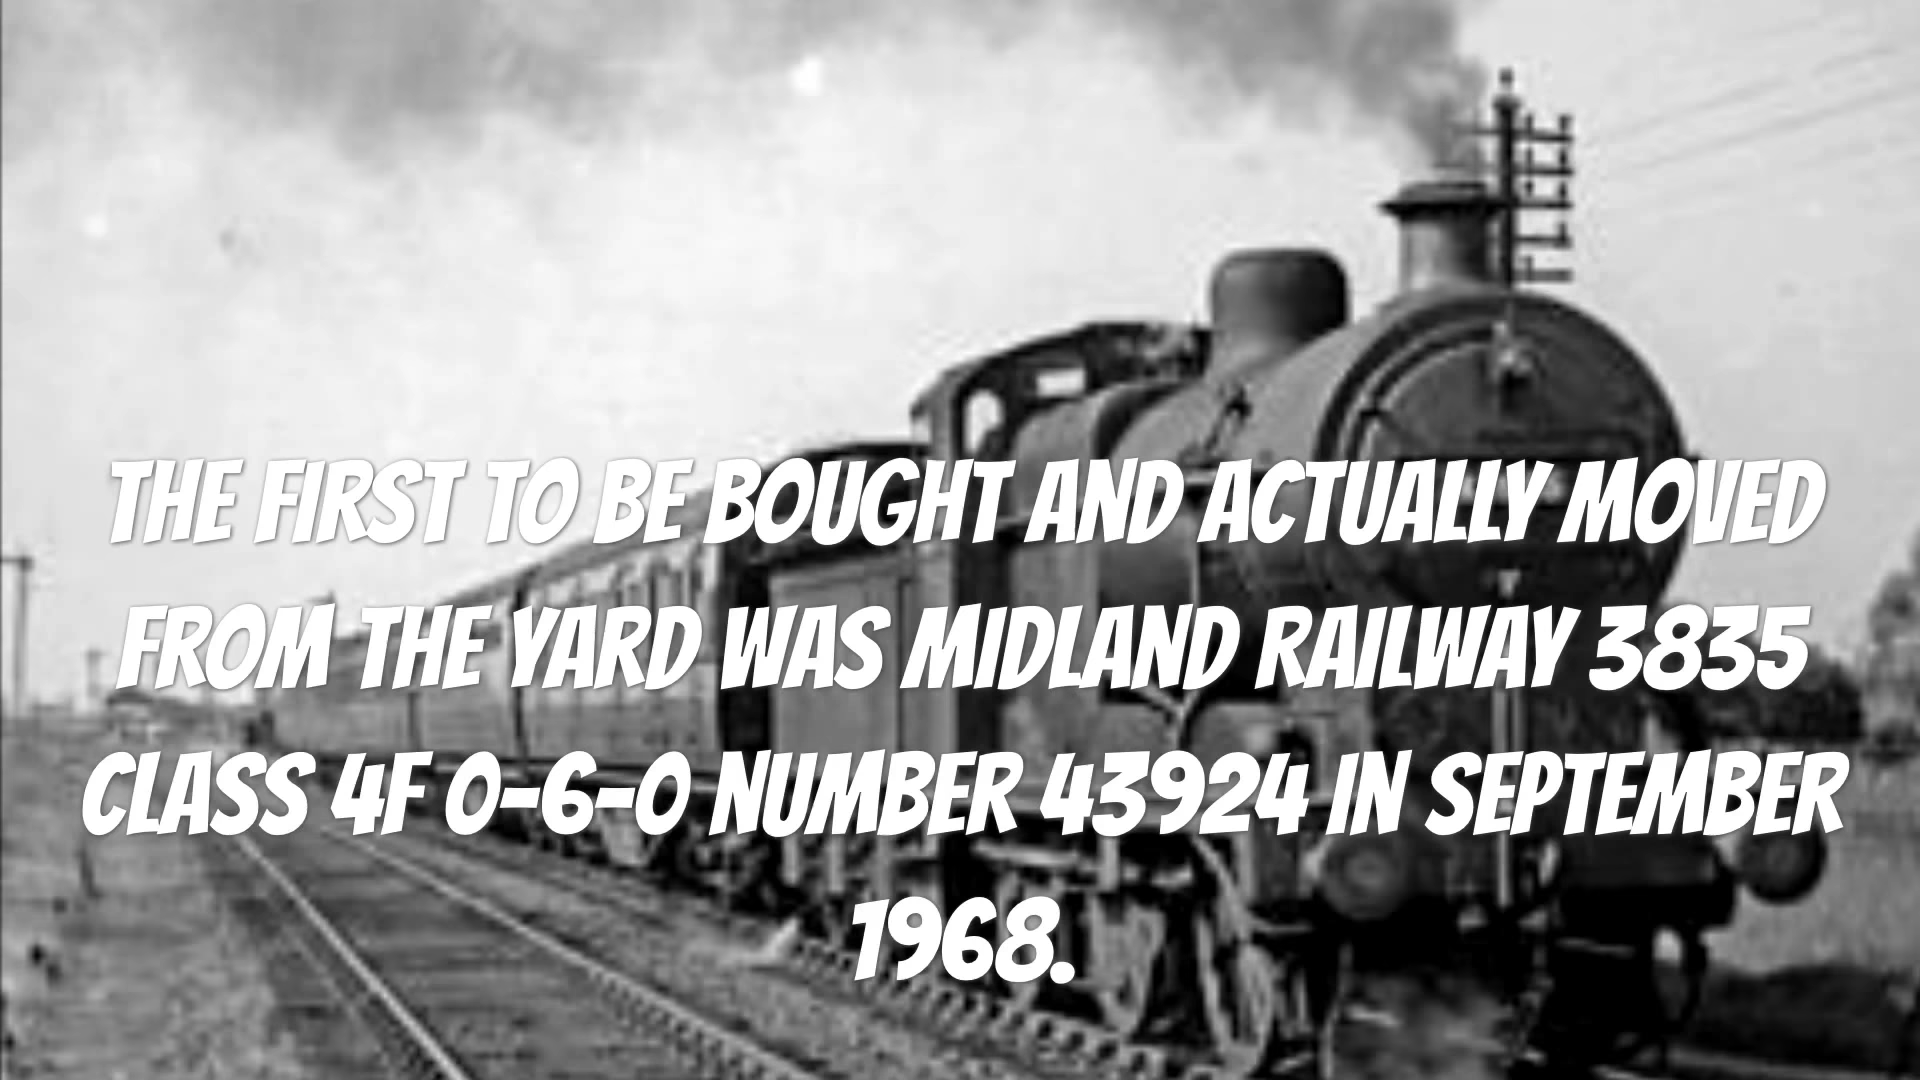 THE FIRST TO BE BOUGHT AND ACTUALLY MOVED
FROM THE YARD WAS MIDLAND RAILWAY 3835
CLASS 4F 0-6-0 NUMBER 43924 IN SEPTEMBER
1968.